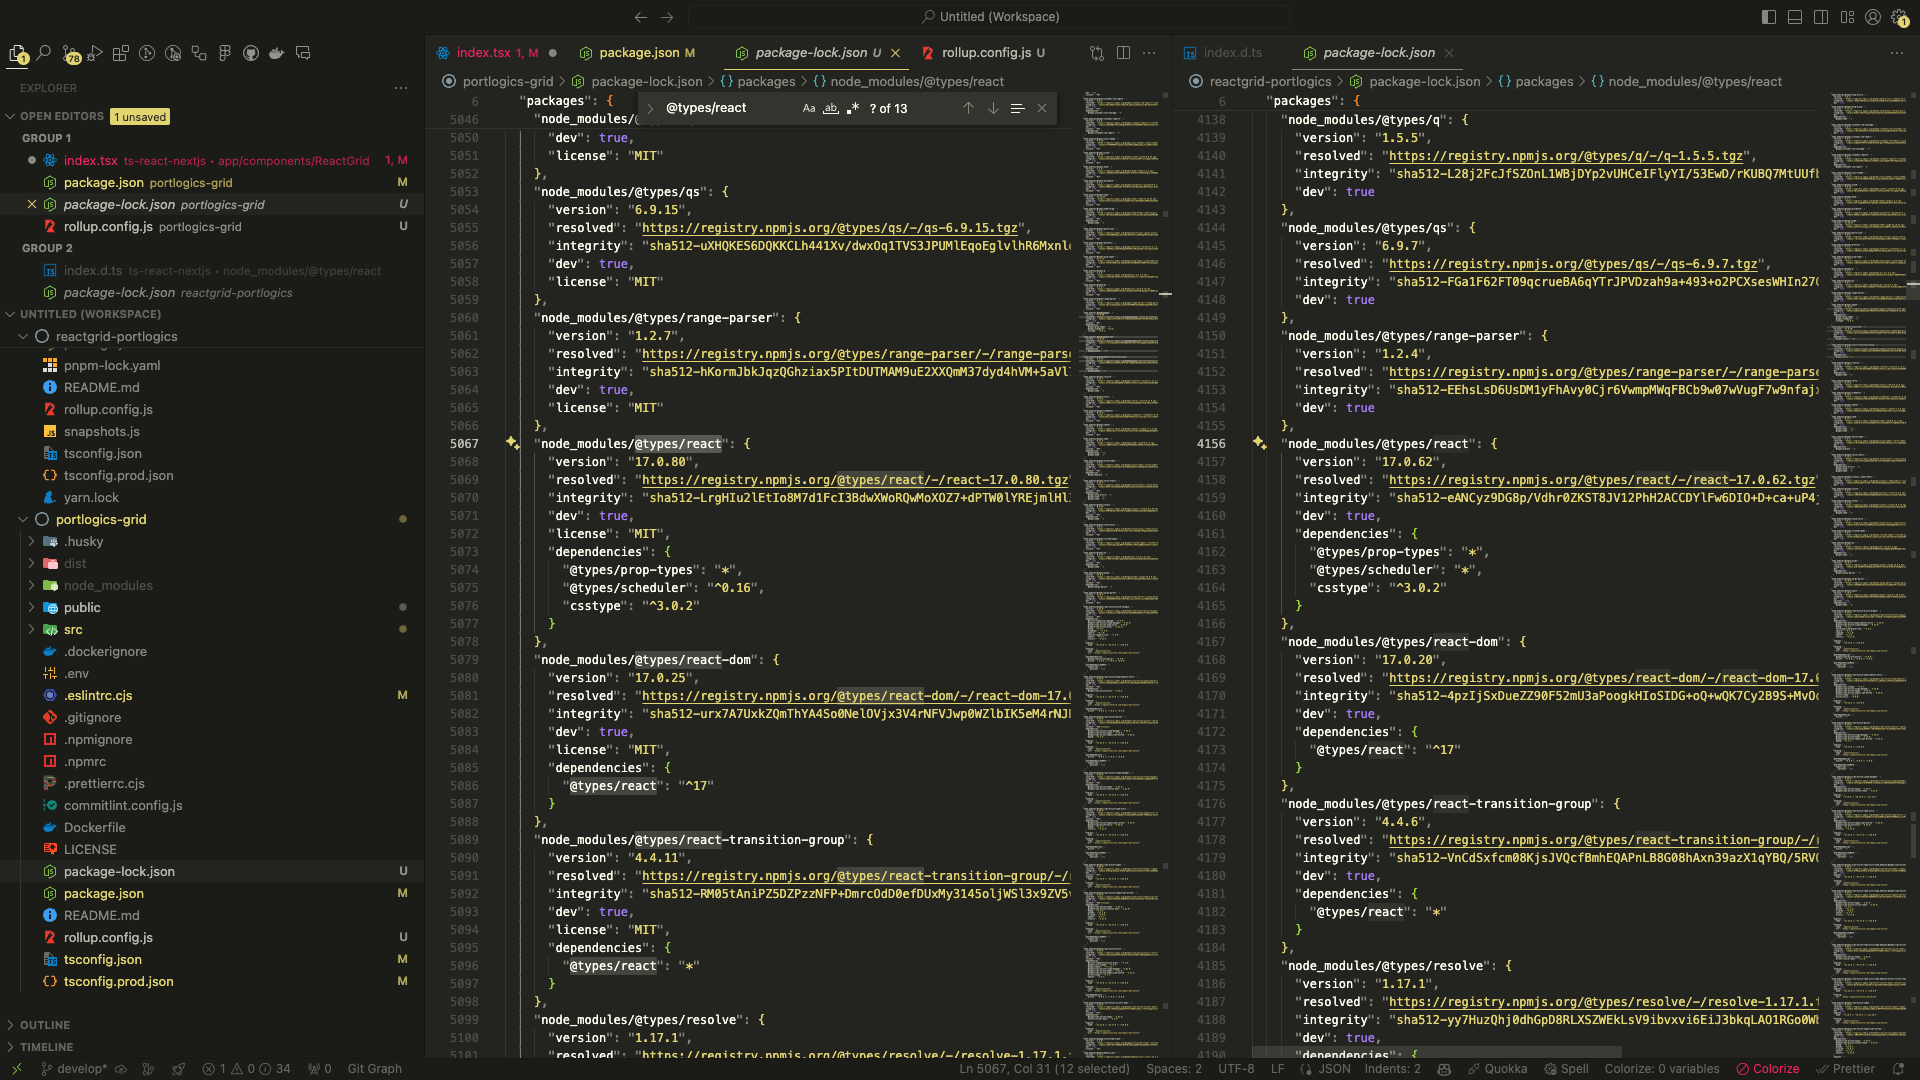 Untitled (Workspace)
EXPLORER
OPEN EDITORS 1 unsaved
GROUP 1
index.tsx ts-react-nextjs • app/components/ReactGrid 1, M
package.json portlogics-grid M
package-lock.json portlogics-grid U
rollup.config.js portlogics-grid U
GROUP 2
index.d.ts ts-react-nextjs • node_modules/@types/react
package-lock.json reactgrid-portlogics
UNTITLED (WORKSPACE)
reactgrid-portlogics
pnpm-lock.yaml
README.md
rollup.config.js
snapshots.js
tsconfig.json
tsconfig.prod.json
yarn.lock
portlogics-grid
.husky
dist
node_modules
public
src
.dockerignore
.env
.eslintrc.cjs M
.gitignore
.npmignore
.npmrc
.prettierrc.cjs
commitlint.config.js
Dockerfile
LICENSE
package-lock.json U
package.json M
README.md
rollup.config.js U
tsconfig.json M
tsconfig.prod.json M
OUTLINE
TIMELINE
index.tsx 1, M
package.json M
package-lock.json U
rollup.config.js U
portlogics-grid > package-lock.json > {} packages > {} node_modules/@types/react
@types/react Aa ab ? of 13
6 "packages": {
5046 "node_modules/
5050 "dev": true,
5051 "license": "MIT"
5052 },
5053 "node_modules/@types/qs": {
5054 "version": "6.9.15",
5055 "resolved": "https://registry.npmjs.org/@types/qs/-/qs-6.9.15.tgz",
5056 "integrity": "sha512-uXHQKES6DQKKCLh441Xv/dwxOq1TVS3JPUMlEqoEglvlhR6Mxnl
5057 "dev": true,
5058 "license": "MIT"
5059 },
5060 "node_modules/@types/range-parser": {
5061 "version": "1.2.7",
5062 "resolved": "https://registry.npmjs.org/@types/range-parser/-/range-pars
5063 "integrity": "sha512-hKormJbkJqzQGhziax5PItDUTMAM9uE2XXQmM37dyd4hVM+5aVl
5064 "dev": true,
5065 "license": "MIT"
5066 },
5067 "node_modules/@types/react": {
5068 "version": "17.0.80",
5069 "resolved": "https://registry.npmjs.org/@types/react/-/react-17.0.80.tgz"
5070 "integrity": "sha512-LrgHIu2lEtIo8M7d1FcI3BdwXWoRQwMoXOZ7+dPTW0lYREjmlHl
5071 "dev": true,
5072 "license": "MIT",
5073 "dependencies": {
5074 "@types/prop-types": "*",
5075 "@types/scheduler": "^0.16",
5076 "csstype": "^3.0.2"
5077 }
5078 },
5079 "node_modules/@types/react-dom": {
5080 "version": "17.0.25",
5081 "resolved": "https://registry.npmjs.org/@types/react-dom/-/react-dom-17.
5082 "integrity": "sha512-urx7A7UxkZQmThYA4So0NelOVjx3V4rNFVJwp0WZlbIK5eM4rNJ
5083 "dev": true,
5084 "license": "MIT",
5085 "dependencies": {
5086 "@types/react": "^17"
5087 }
5088 },
5089 "node_modules/@types/react-transition-group": {
5090 "version": "4.4.11",
5091 "resolved": "https://registry.npmjs.org/@types/react-transition-group/-/
5092 "integrity": "sha512-RM05tAniPZ5DZPzzNFP+DmrcOdD0efDUxMy3145oljWSl3x9ZV5
5093 "dev": true,
5094 "license": "MIT",
5095 "dependencies": {
5096 "@types/react": "*"
5097 }
5098 },
5099 "node_modules/@types/resolve": {
5100 "version": "1.17.1",
5101 "resolved": "https://registry.npmjs.org/@types/resolve/-/resolve-1.17.1.
index.d.ts
package-lock.json
reactgrid-portlogics > package-lock.json > {} packages > {} node_modules/@types/react
6 "packages": {
4138 "node_modules/@types/q": {
4139 "version": "1.5.5",
4140 "resolved": "https://registry.npmjs.org/@types/q/-/q-1.5.5.tgz",
4141 "integrity": "sha512-L28j2FcJfSZOnL1WBjDYp2vUHCeIFlyYI/53EwD/rKUBQ7MtUUf
4142 "dev": true
4143 },
4144 "node_modules/@types/qs": {
4145 "version": "6.9.7",
4146 "resolved": "https://registry.npmjs.org/@types/qs/-/qs-6.9.7.tgz",
4147 "integrity": "sha512-FGa1F62FT09qcrueBA6qYTrJPVDzah9a+493+o2PCXsesWHIn27
4148 "dev": true
4149 },
4150 "node_modules/@types/range-parser": {
4151 "version": "1.2.4",
4152 "resolved": "https://registry.npmjs.org/@types/range-parser/-/range-parse
4153 "integrity": "sha512-EEhsLsD6UsDM1yFhAvy0Cjr6VwmpMWqFBCb9w07wVugF7w9nfaj
4154 "dev": true
4155 },
4156 "node_modules/@types/react": {
4157 "version": "17.0.62",
4158 "resolved": "https://registry.npmjs.org/@types/react/-/react-17.0.62.tgz"
4159 "integrity": "sha512-eANCyz9DG8p/Vdhr0ZKST8JV12PhH2ACCDYlFw6DIO+D+ca+uP4
4160 "dev": true,
4161 "dependencies": {
4162 "@types/prop-types": "*",
4163 "@types/scheduler": "*",
4164 "csstype": "^3.0.2"
4165 }
4166 },
4167 "node_modules/@types/react-dom": {
4168 "version": "17.0.20",
4169 "resolved": "https://registry.npmjs.org/@types/react-dom/-/react-dom-17.
4170 "integrity": "sha512-4pzIjSxDueZZ90F52mU3aPoogkHIoSIDG+oQ+wQK7Cy2B9S+MvO
4171 "dev": true,
4172 "dependencies": {
4173 "@types/react": "^17"
4174 }
4175 },
4176 "node_modules/@types/react-transition-group": {
4177 "version": "4.4.6",
4178 "resolved": "https://registry.npmjs.org/@types/react-transition-group/-/
4179 "integrity": "sha512-VnCdSxfcm08KjsJVQcfBmhEQAPnLB8G08hAxn39azX1qYBQ/5RV
4180 "dev": true,
4181 "dependencies": {
4182 "@types/react": "*"
4183 }
4184 },
4185 "node_modules/@types/resolve": {
4186 "version": "1.17.1",
4187 "resolved": "https://registry.npmjs.org/@types/resolve/-/resolve-1.17.1.
4188 "integrity": "sha512-yy7HuzQhj0dhGpD8RLXSZWEkLsV9ibvxvi6EiJ3bkqLAO1RGo0W
4189 "dev": true,
4190 "dependencies": {
develop* 1 0 34 0 Git Graph Ln 5067, Col 31 (12 selected) Spaces: 2 UTF-8 LF {} JSON Indents: 2 Quokka Spell Colorize: 0 variables Colorize Prettier